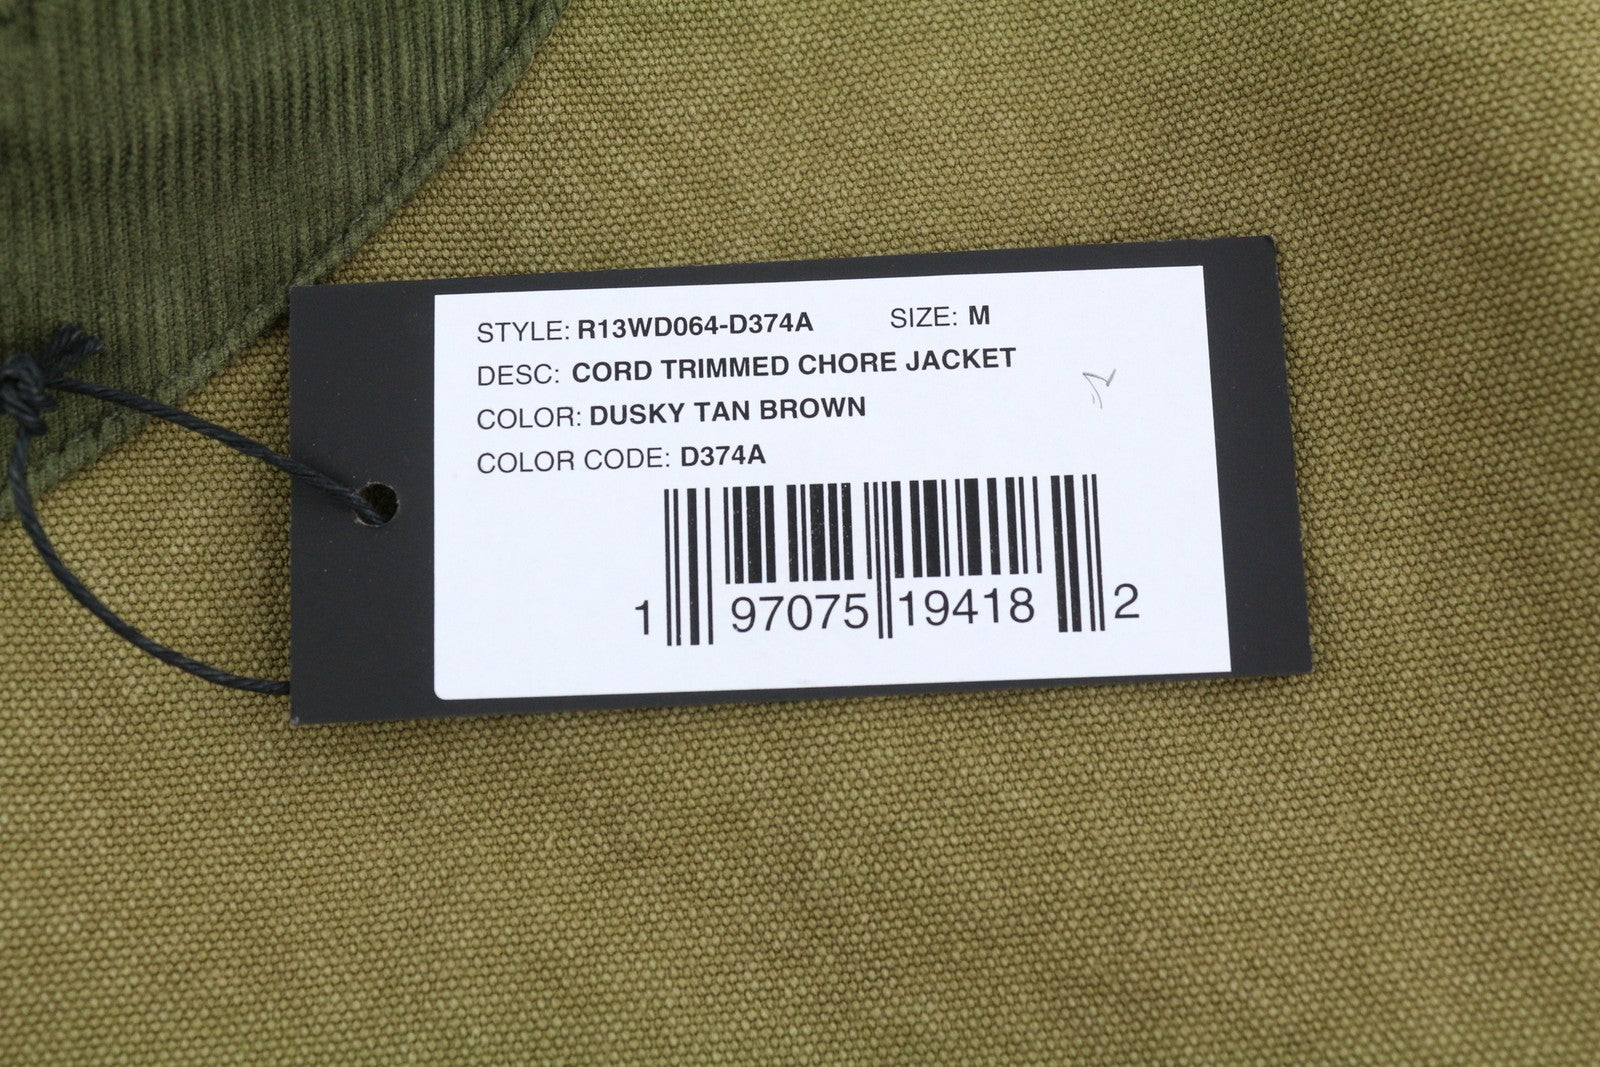 STYLE: R13WD064-D374A SIZE: M
DESC: CORD TRIMMED CHORE JACKET
COLOR: DUSKY TAN BROWN
COLOR CODE: D374A
1 97075 19418 2